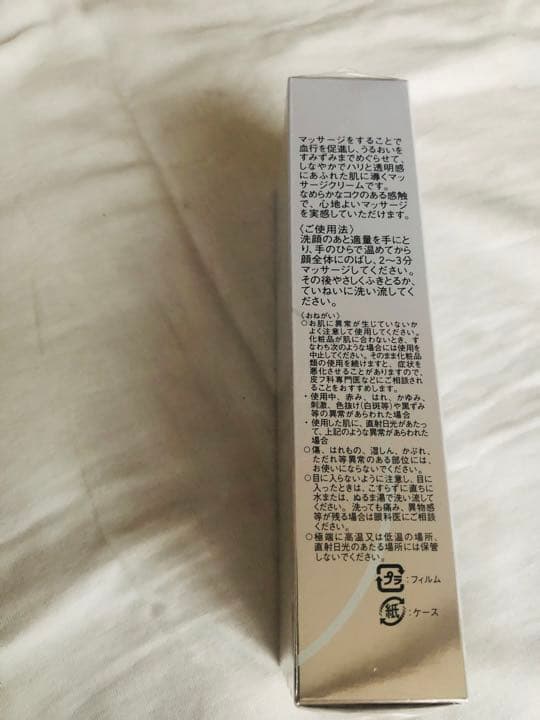 マッサージをすることで
血行を促進し、うるおいを
すみずみまでめぐらせて、
しなやかでハリと透明感
にあふれた肌に導くマッ
サージクリームです。
なめらかなコクのある感触
で、心地よいマッサージ
を実感していただけます。
〈ご使用法〉
洗顔のあと適量を手にと
り、手のひらで温めてから
顔全体にのばし、2〜3分
マッサージしてください。
その後やさしくふきとるか、
ていねいに洗い流してく
ださい。
〈おねがい〉
○お肌に異常が生じていないか
よく注意して使用してください。
化粧品が肌に合わないとき、す
なわち次のような場合には使用を
中止してください。そのまま化粧品
類の使用を続けますと、症状を
悪化させることがありますので、
皮フ科専門医などにご相談され
ることをおすすめします。
・使用中、赤み、はれ、かゆみ、
刺激、色抜け(白斑等)や黒ずみ
等の異常があらわれた場合
・使用した肌に、直射日光があたっ
て、上記のような異常があらわれた
場合
○傷、はれもの、湿しん、かぶれ、
ただれ等異常のある部位には、
お使いにならないでください。
○目に入らないように注意し、目に
入ったときは、こすらずに直ちに
水または、ぬるま湯で洗い流して
ください。洗っても痛み、異物感
等が残る場合は眼科医にご相談
ください。
○極端に高温又は低温の場所、
直射日光のあたる場所には保管
しないでください。
プラ：フィルム
紙：ケース